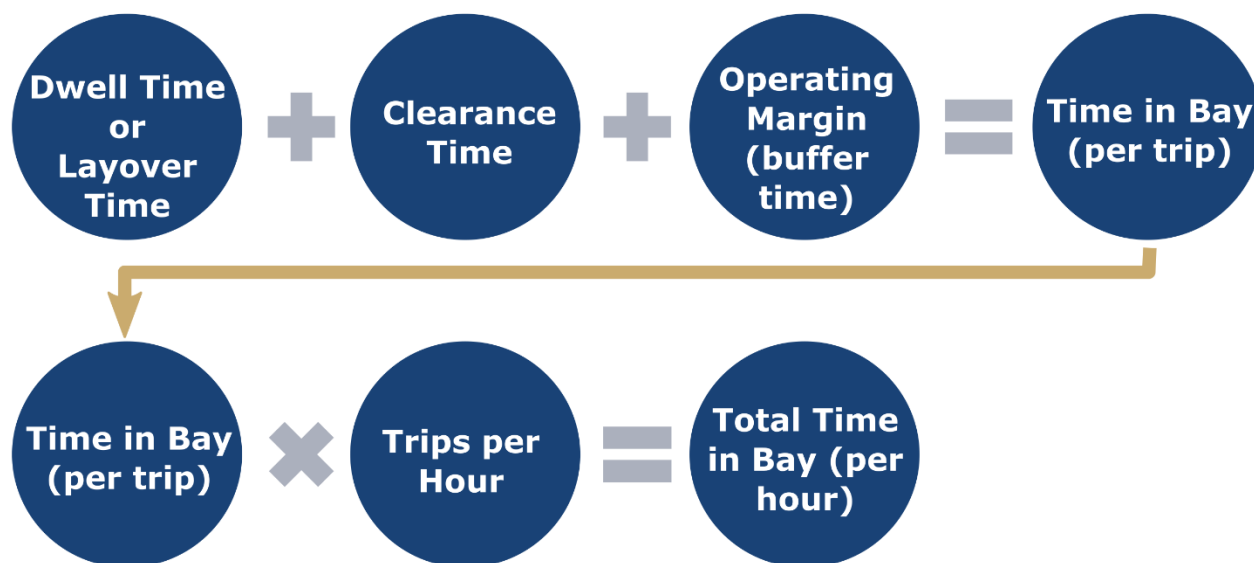 Dwell Time
or
Layover
Time
Clearance
Time
Operating
Margin
(buffer
time)
Time in Bay
(per trip)
Time in Bay
(per trip)
Trips per
Hour
Total Time
in Bay (per
hour)